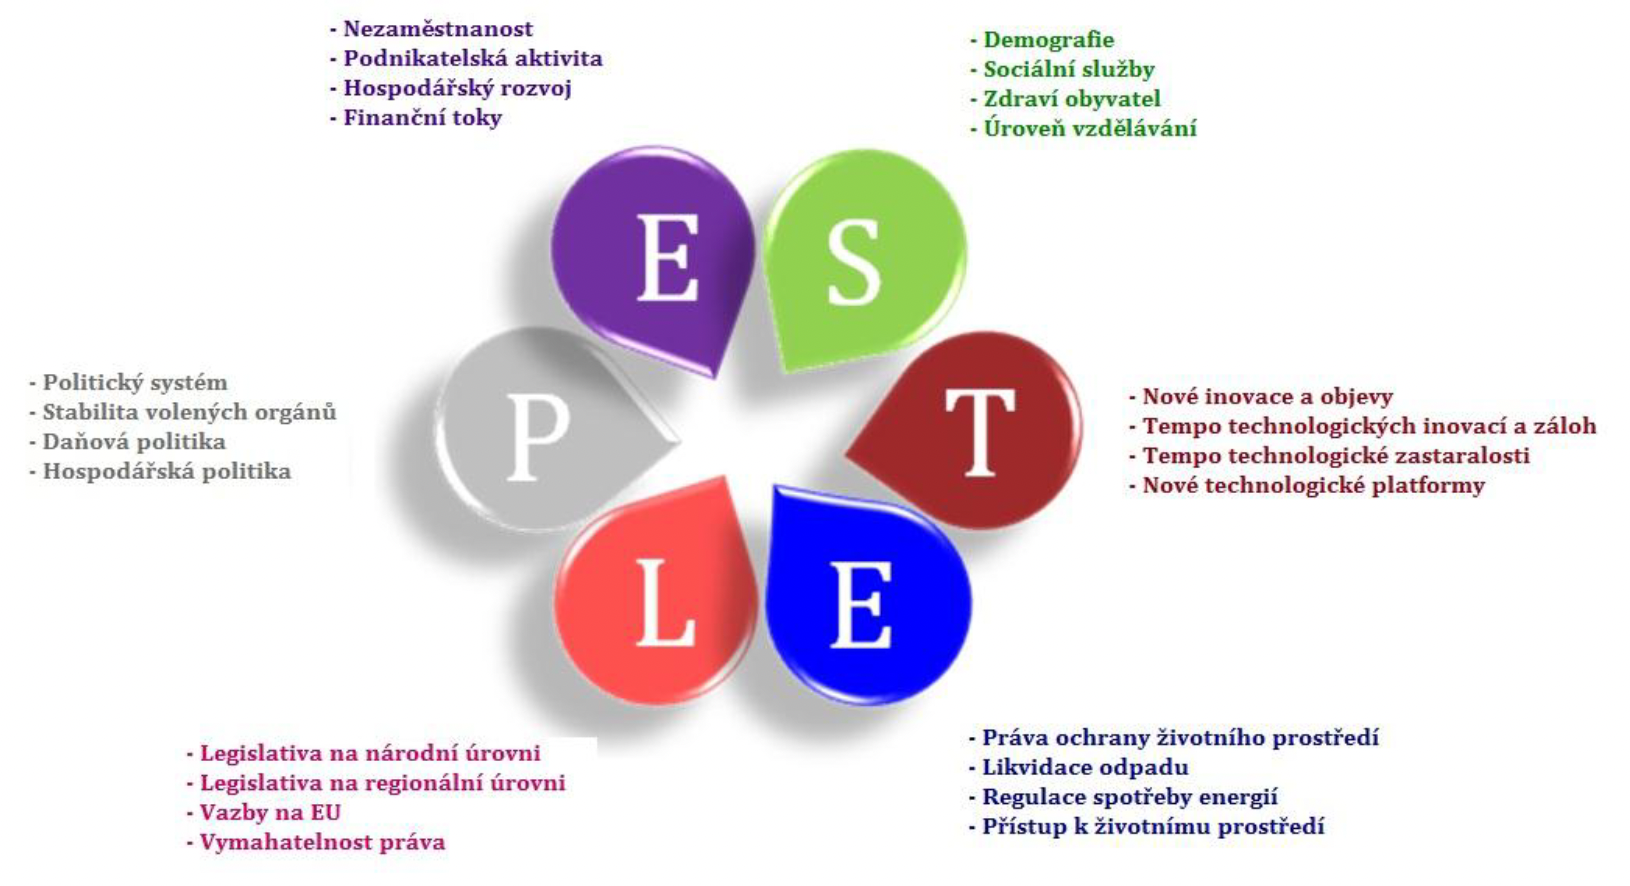 - Nezaměstnanost
- Podnikatelská aktivita
- Hospodářský rozvoj
- Finanční toky
- Demografie
- Sociální služby
- Zdraví obyvatel
- Úroveň vzdělávání
E
S
- Politický systém
- Stabilita volených orgánů
- Daňová politika
- Hospodářská politika
P
T
- Nové inovace a objevy
- Tempo technologických inovací a záloh
- Tempo technologické zastaralosti
- Nové technologické platformy
L
E
- Legislativa na národní úrovni
- Legislativa na regionální úrovni
- Vazby na EU
- Vymahatelnost práva
- Práva ochrany životního prostředí
- Likvidace odpadu
- Regulace spotřeby energií
- Přístup k životnímu prostředí